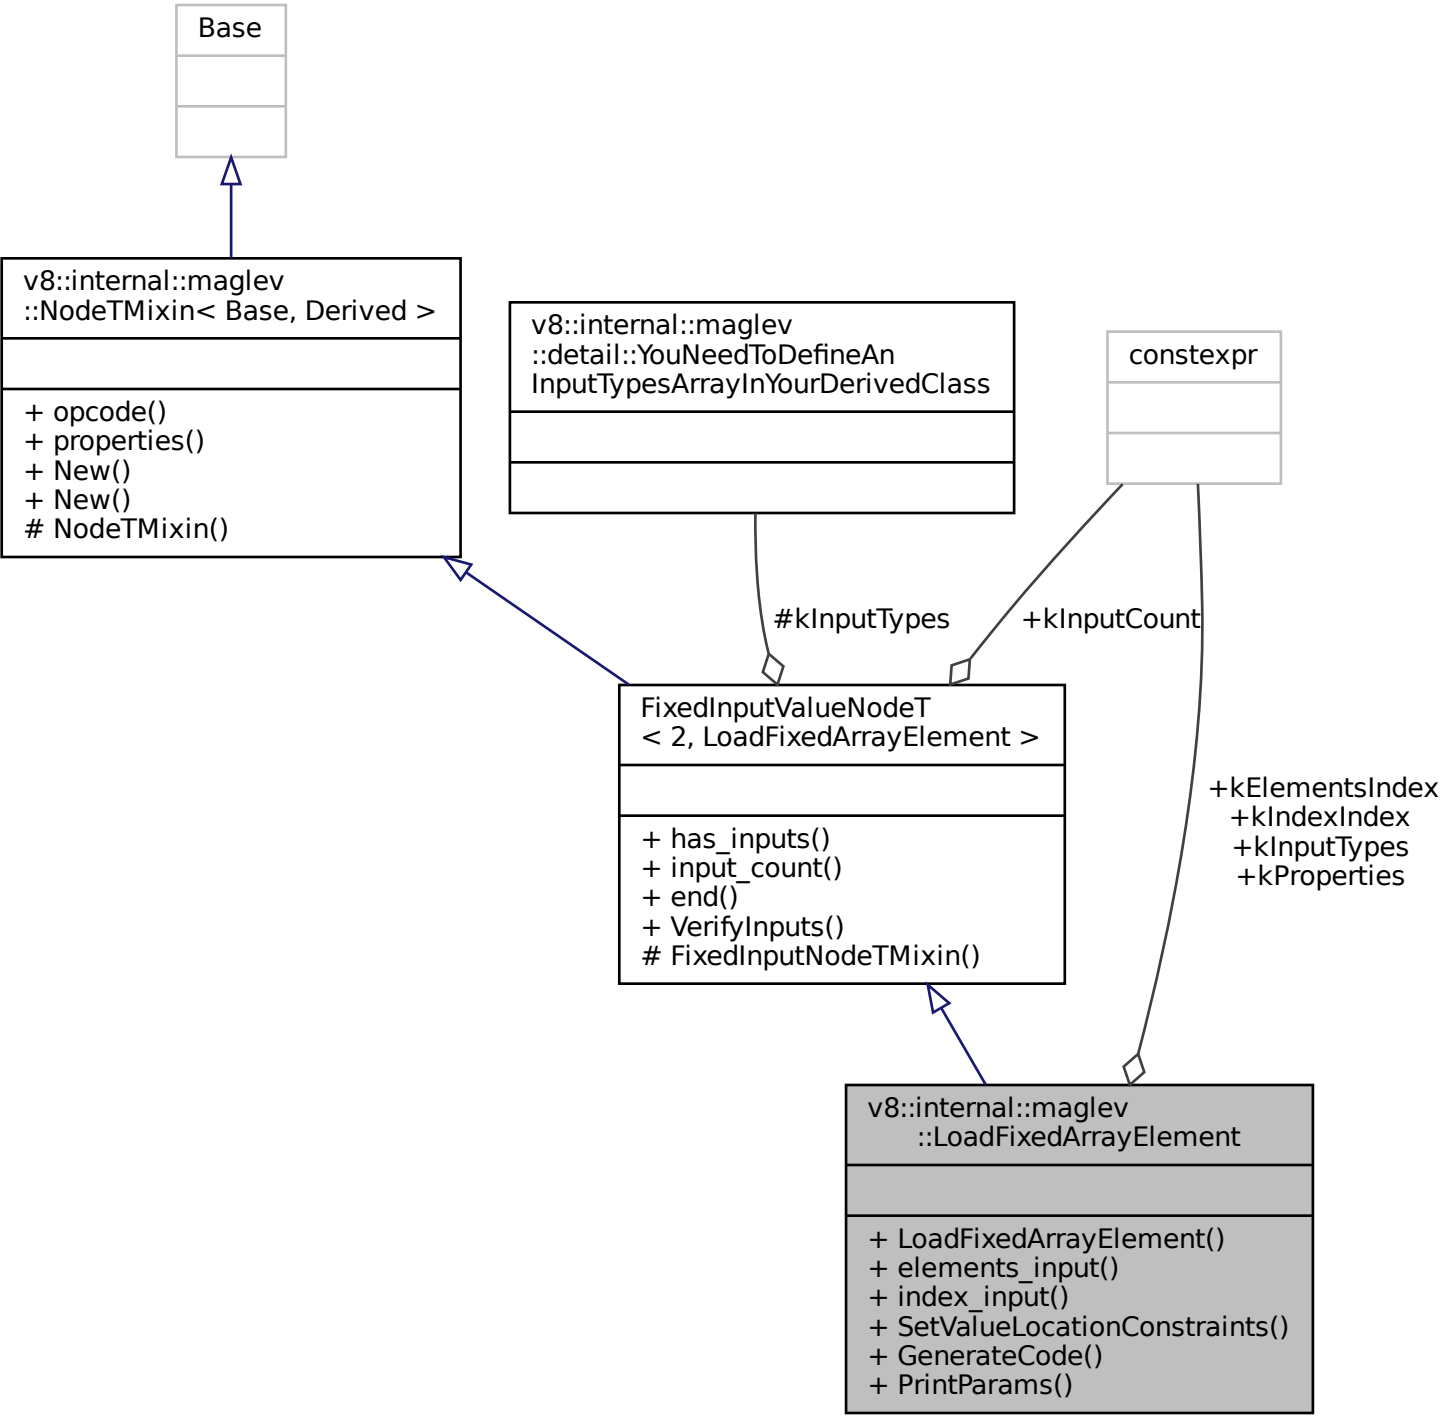 Base
v8::internal::maglev
::NodeTMixin< Base, Derived >
+ opcode()
+ properties()
+ New()
+ New()
# NodeTMixin()
v8::internal::maglev
::detail::YouNeedToDefineAn
InputTypesArrayInYourDerivedClass
constexpr
#kInputTypes
+kInputCount
FixedInputValueNodeT
< 2, LoadFixedArrayElement >
+ has_inputs()
+ input_count()
+ end()
+ VerifyInputs()
# FixedInputNodeTMixin()
+kElementsIndex
+kIndexIndex
+kInputTypes
+kProperties
v8::internal::maglev
::LoadFixedArrayElement
+ LoadFixedArrayElement()
+ elements_input()
+ index_input()
+ SetValueLocationConstraints()
+ GenerateCode()
+ PrintParams()